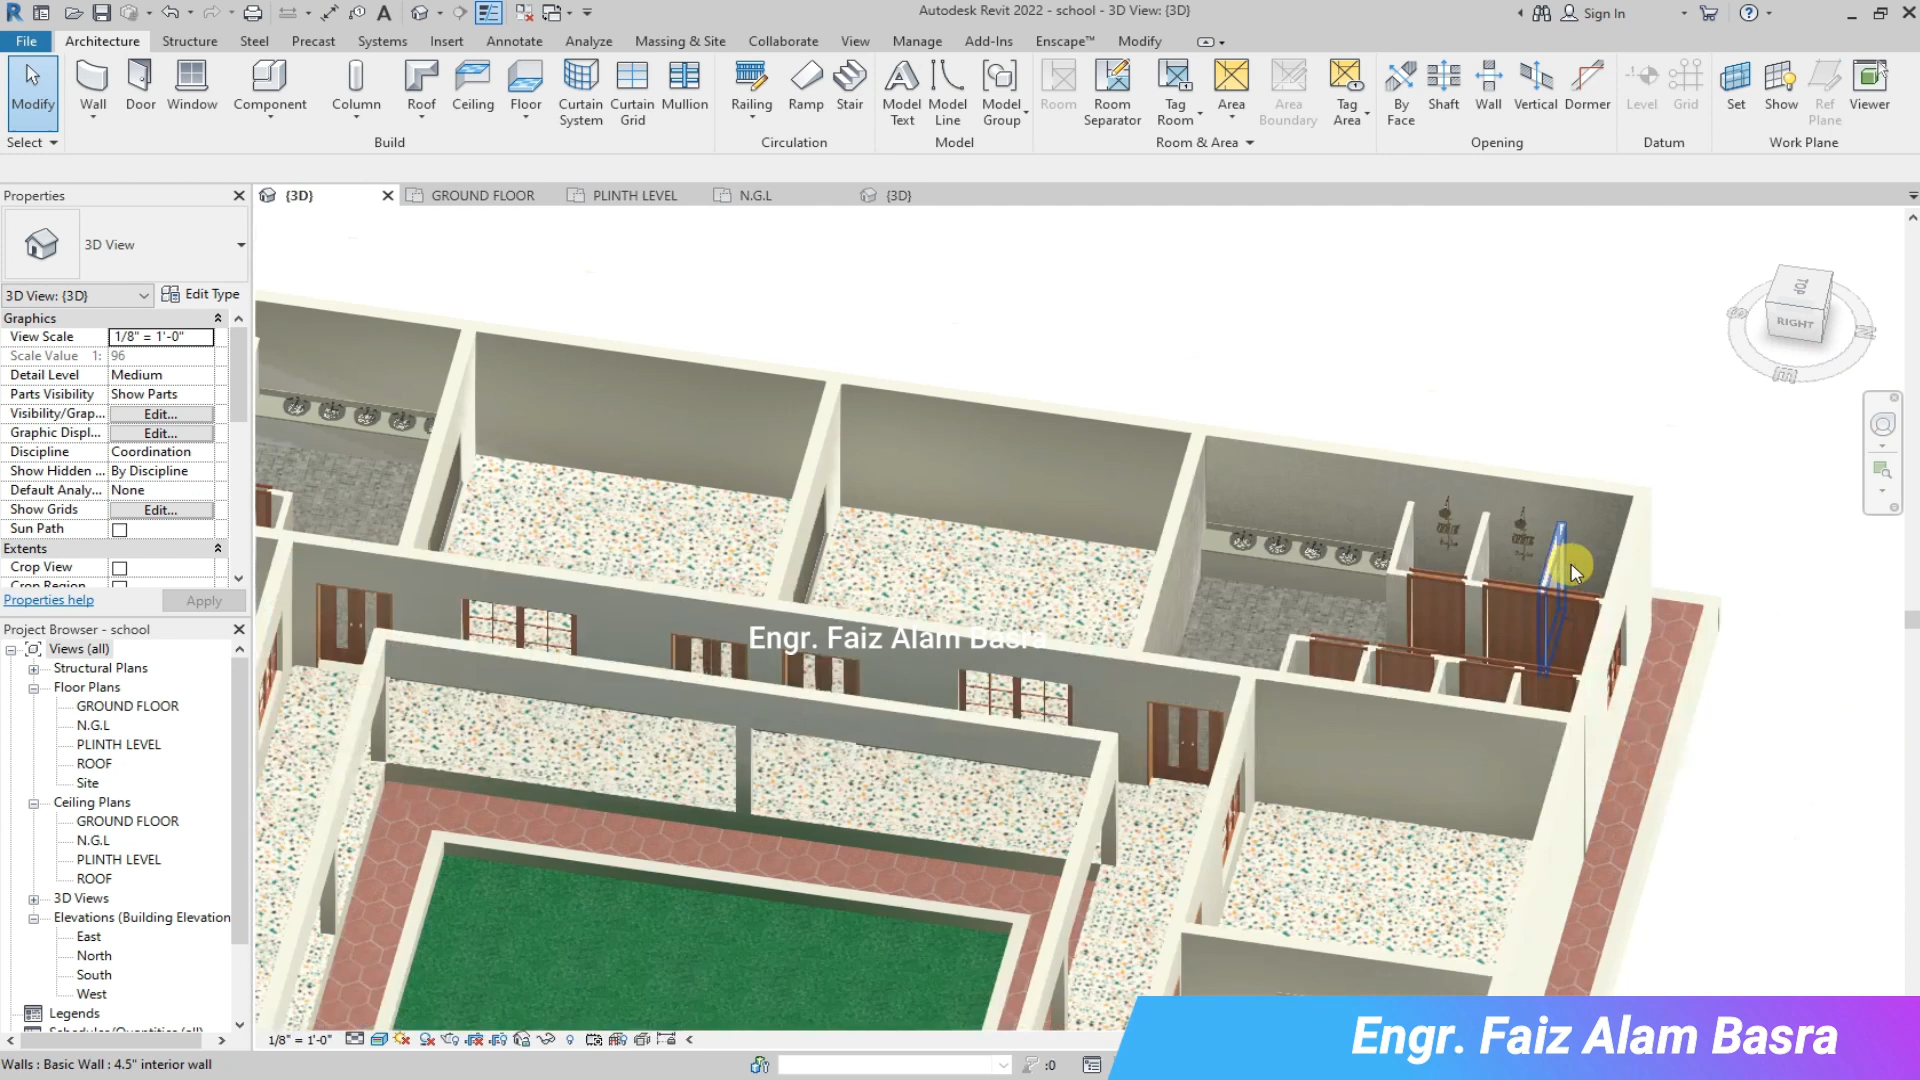 Autodesk Revit 2022 - school - 3D View: {3D}
Sign In
File
Architecture
Structure
Steel
Precast
Systems
Insert
Annotate
Analyze
Massing & Site
Collaborate
View
Manage
Add-Ins
Enscape™
Modify
Modify
Wall
Door
Window
Component
Column
Roof
Ceiling
Floor
Curtain System
Curtain Grid
Mullion
Railing
Ramp
Stair
Model Text
Model Line
Model Group
Room
Room Separator
Tag Room
Area
Area Boundary
Tag Area
By Face
Shaft
Wall
Vertical
Dormer
Level
Grid
Set
Show
Ref Plane
Viewer
Select
Build
Circulation
Model
Room & Area
Opening
Datum
Work Plane
Properties
{3D}
GROUND FLOOR
PLINTH LEVEL
N.G.L
{3D}
3D View
3D View: {3D}
Edit Type
Graphics
View Scale 1/8" = 1'-0"
Scale Value 1: 96
Detail Level Medium
Parts Visibility Show Parts
Visibility/Grap... Edit...
Graphic Displ... Edit...
Discipline Coordination
Show Hidden ... By Discipline
Default Analy... None
Show Grids Edit...
Sun Path
Extents
Crop View
Crop Region
Properties help
Apply
Project Browser - school
Views (all)
Structural Plans
Floor Plans
GROUND FLOOR
N.G.L
PLINTH LEVEL
ROOF
Site
Ceiling Plans
GROUND FLOOR
N.G.L
PLINTH LEVEL
ROOF
3D Views
Elevations (Building Elevation
East
North
South
West
Legends
Schedules/Quantities (all)
TOP
RIGHT
Engr. Faiz Alam Basra
1/8" = 1'-0"
Walls : Basic Wall : 4.5" interior wall
:0
Engr. Faiz Alam Basra